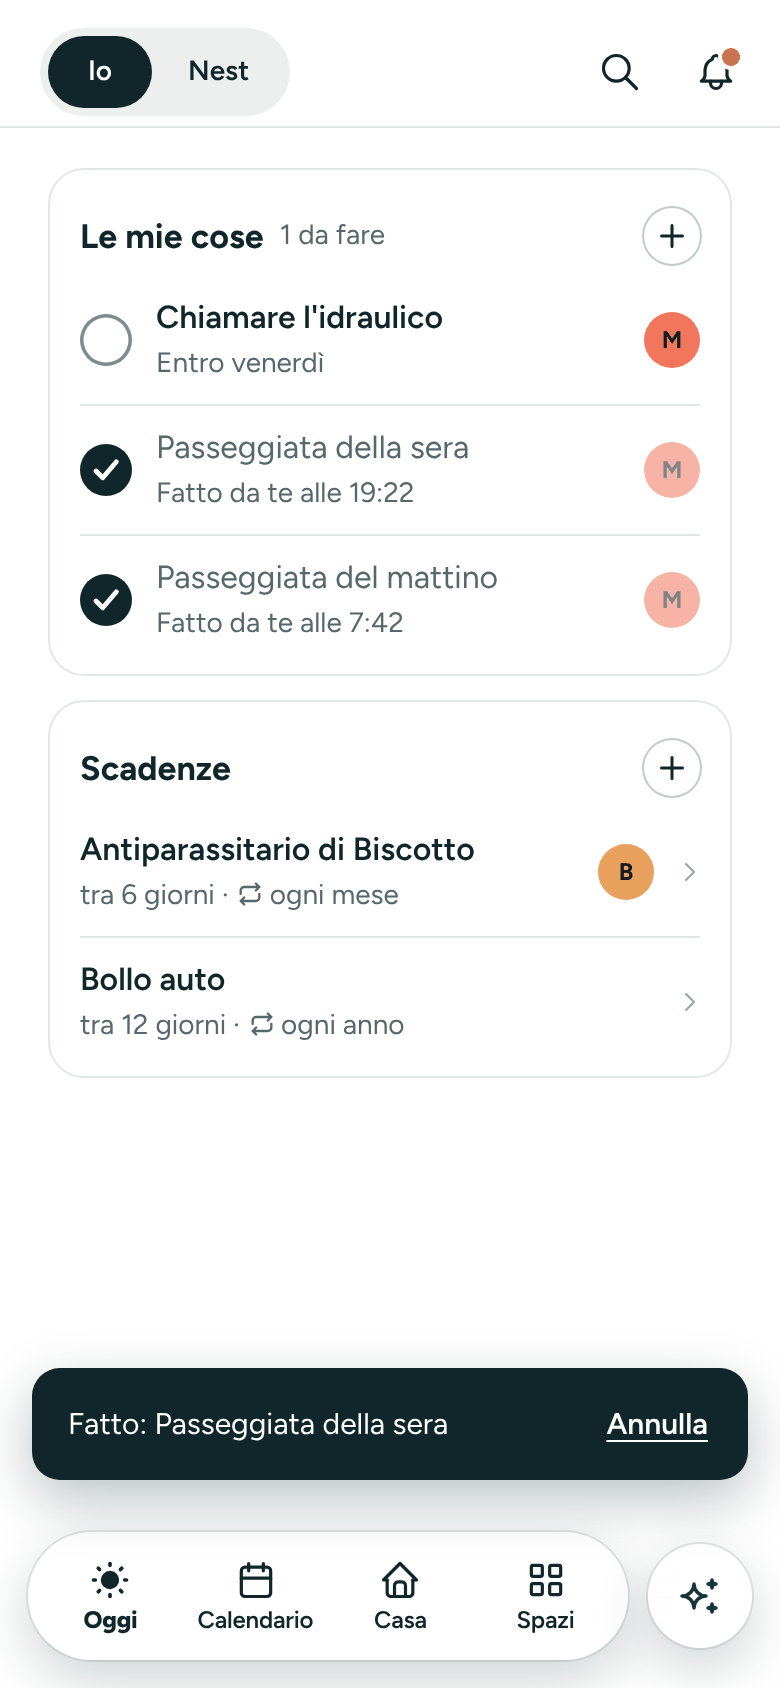 Io
Nest
Le mie cose 1 da fare
Chiamare l'idraulico
Entro venerdì
M
Passeggiata della sera
Fatto da te alle 19:22
M
Passeggiata del mattino
Fatto da te alle 7:42
M
Scadenze
Antiparassitario di Biscotto
tra 6 giorni · ogni mese
B
Bollo auto
tra 12 giorni · ogni anno
Fatto: Passeggiata della sera
Annulla
Oggi
Calendario
Casa
Spazi